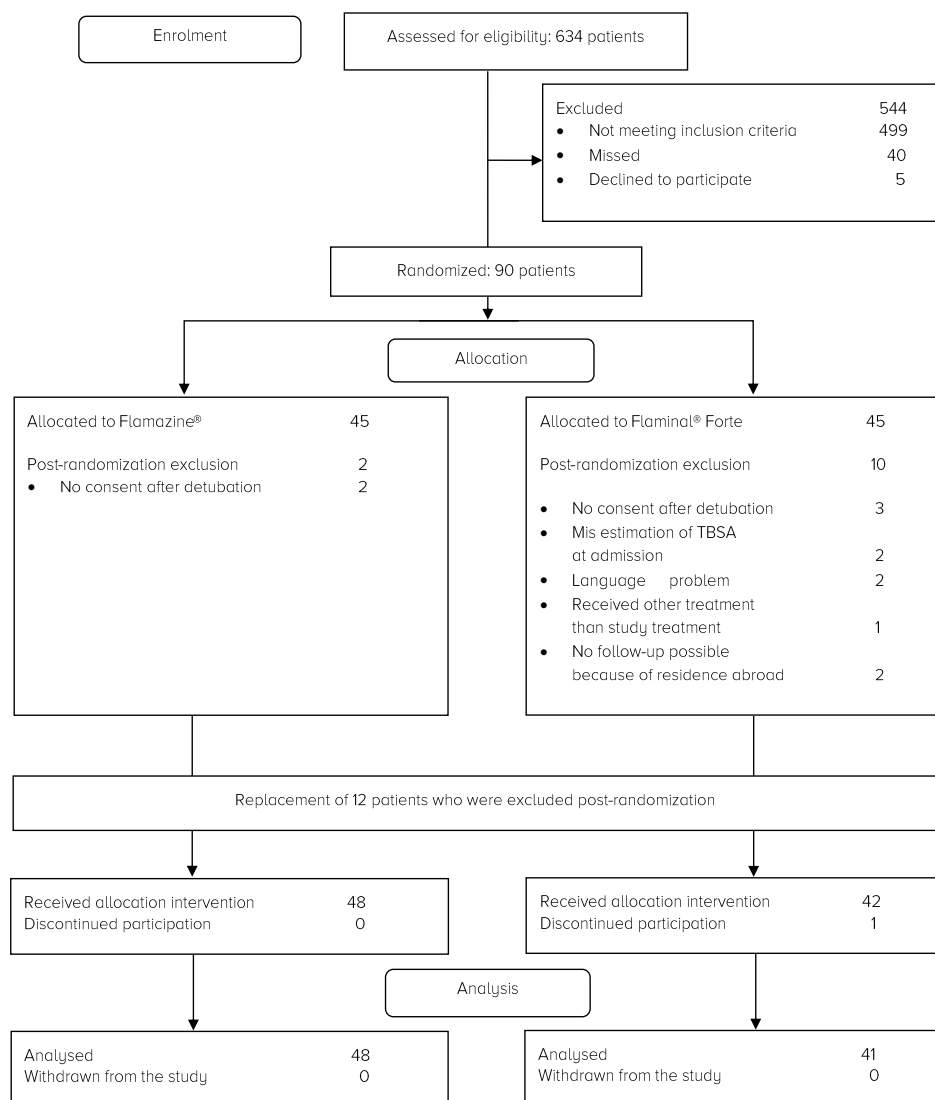 Enrolment
Assessed for eligibility: 634 patients
Excluded 544
• Not meeting inclusion criteria 499
• Missed 40
• Declined to participate 5
Randomized: 90 patients
Allocation
Allocated to Flamazine® 45
Post-randomization exclusion 2
• No consent after detubation 2
Allocated to Flaminal® Forte 45
Post-randomization exclusion 10
• No consent after detubation 3
• Mis estimation of TBSA
at admission 2
• Language problem 2
• Received other treatment
than study treatment 1
• No follow-up possible
because of residence abroad 2
Replacement of 12 patients who were excluded post-randomization
Received allocation intervention 48
Discontinued participation 0
Received allocation intervention 42
Discontinued participation 1
Analysis
Analysed 48
Withdrawn from the study 0
Analysed 41
Withdrawn from the study 0